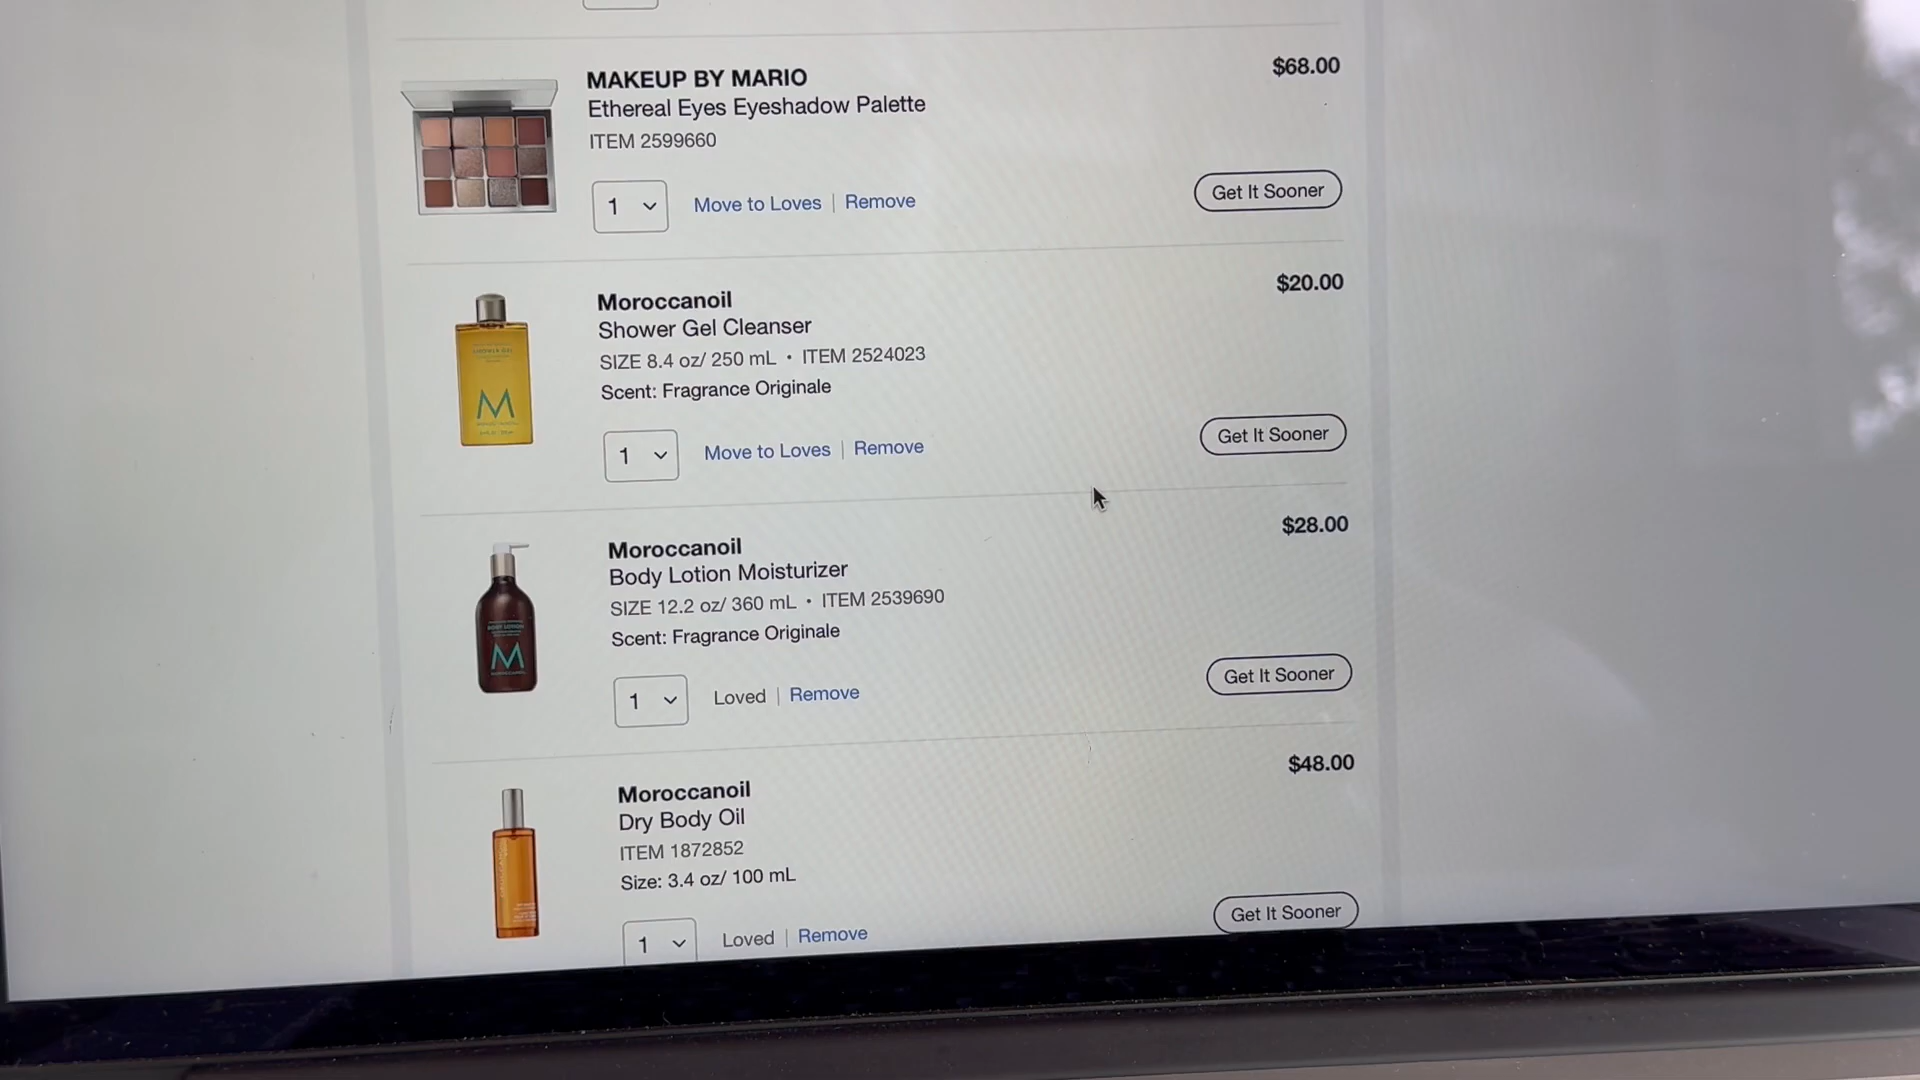 MAKEUP BY MARIO
$68.00
Ethereal Eyes Eyeshadow Palette
ITEM 2599660
1 Move to Loves | Remove
Get It Sooner
Moroccanoil
$20.00
Shower Gel Cleanser
SIZE 8.4 oz/ 250 mL • ITEM 2524023
Scent: Fragrance Originale
SHOWER GEL
M
1 Move to Loves | Remove
Get It Sooner
Moroccanoil
$28.00
Body Lotion Moisturizer
SIZE 12.2 oz/ 360 mL • ITEM 2539690
Scent: Fragrance Originale
BODY LOTION
M
1 Loved | Remove
Get It Sooner
Moroccanoil
$48.00
Dry Body Oil
ITEM 1872852
Size: 3.4 oz/ 100 mL
1 Loved | Remove
Get It Sooner